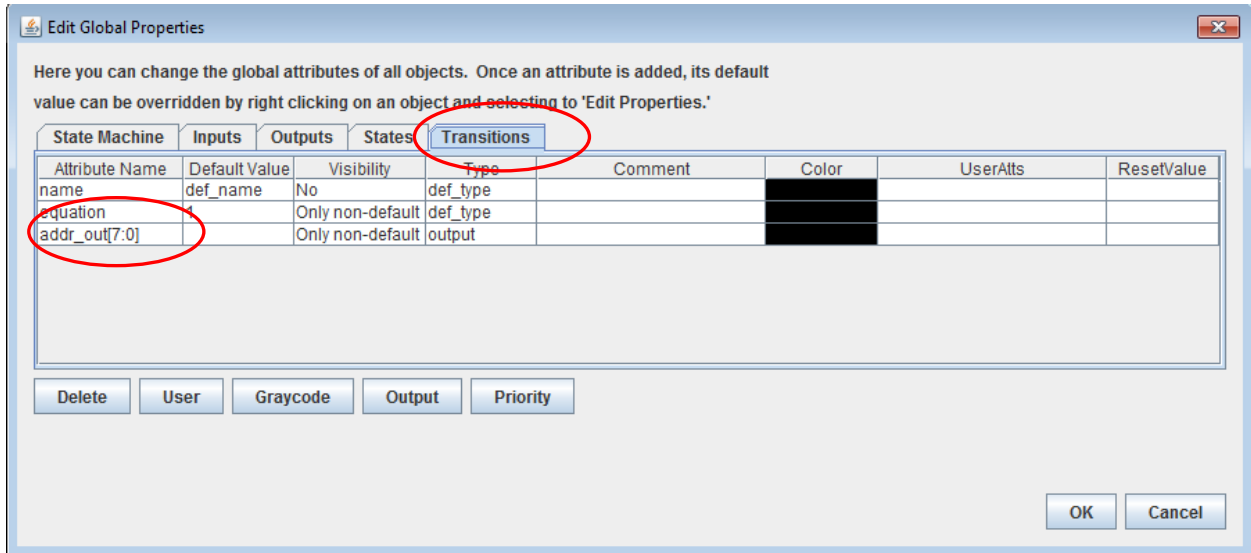 Edit Global Properties
Here you can change the global attributes of all objects.  Once an attribute is added, its default
value can be overridden by right clicking on an object and selecting to 'Edit Properties.'
State Machine Inputs Outputs States Transitions
Attribute Name Default Value Visibility Type Comment Color UserAtts ResetValue
name def_name No def_type
equation 1 Only non-default def_type
addr_out[7:0] Only non-default output
Delete User Graycode Output Priority
OK Cancel